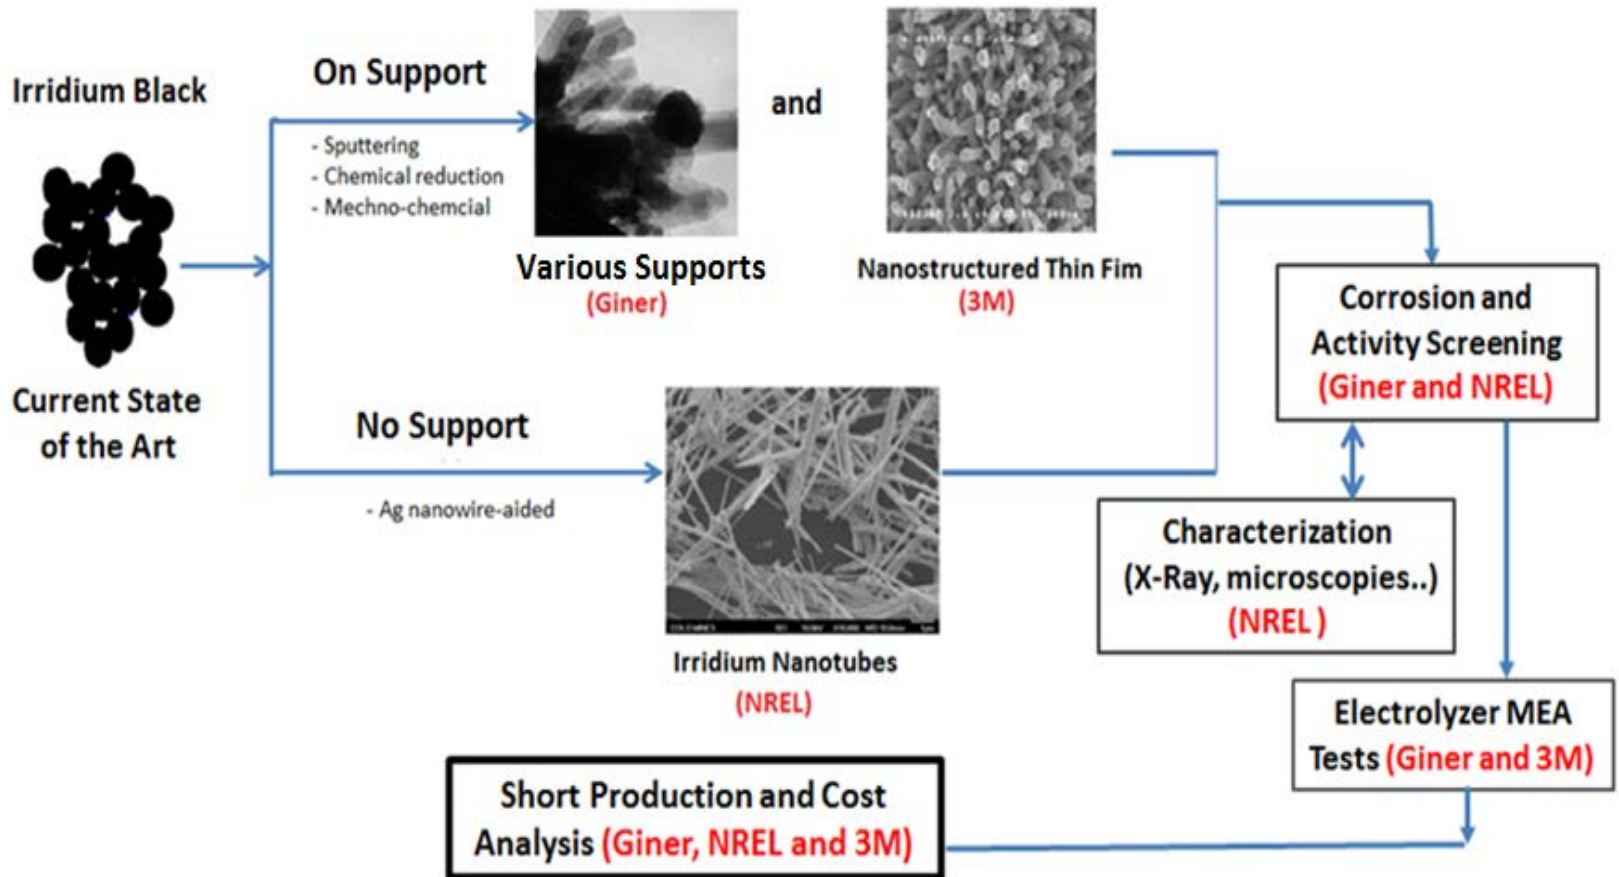 Irridium Black
Current State
of the Art
On Support
- Sputtering
- Chemical reduction
- Mechno-chemcial
Various Supports
(Giner)
and
Nanostructured Thin Fim
(3M)
No Support
- Ag nanowire-aided
Irridium Nanotubes
(NREL)
Corrosion and
Activity Screening
(Giner and NREL)
Characterization
(X-Ray, microscopies..)
(NREL )
Electrolyzer MEA
Tests (Giner and 3M)
Short Production and Cost
Analysis (Giner, NREL and 3M)